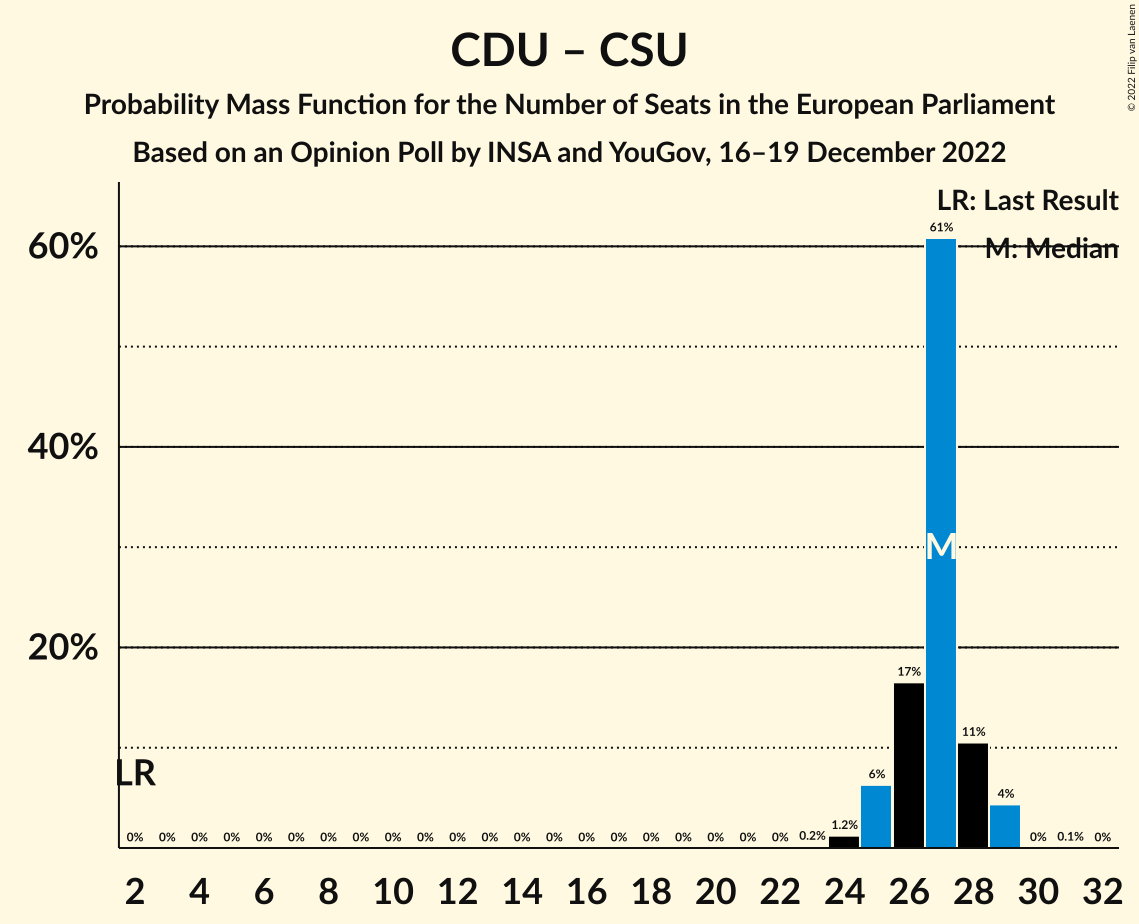 CDU – CSU
Probability Mass Function for the Number of Seats in the European Parliament
Based on an Opinion Poll by INSA and YouGov, 16–19 December 2022
© 2022 Filip van Laenen
LR: Last Result
M: Median
60%
40%
20%
61%
M
17%
11%
6%
4%
LR
0% 0% 0% 0% 0% 0% 0% 0% 0% 0% 0% 0% 0% 0% 0% 0% 0% 0% 0% 0% 0% 0.2% 1.2% 0% 0.1% 0%
2 4 6 8 10 12 14 16 18 20 22 24 26 28 30 32